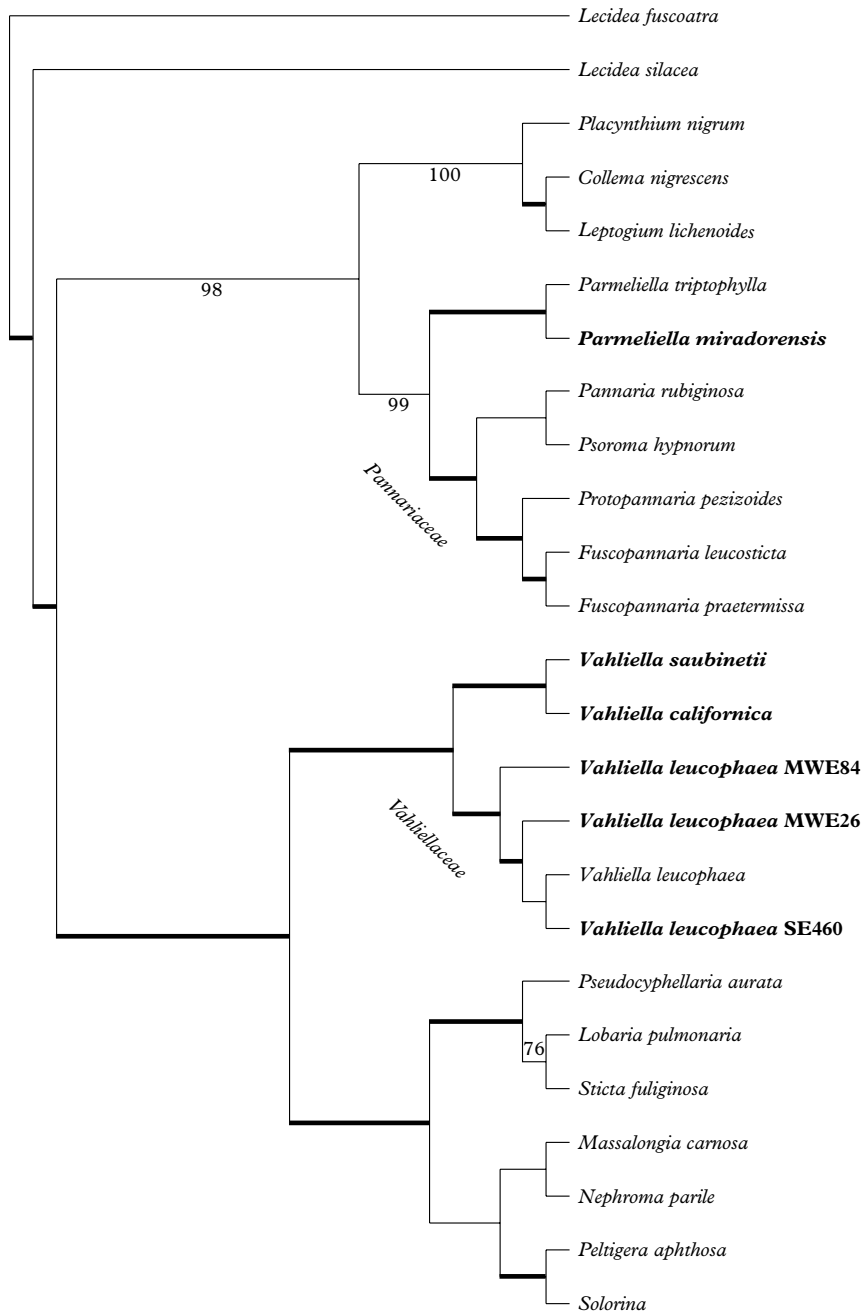 Lecidea fuscoatra
Lecidea silacea
Placynthium nigrum
100
Collema nigrescens
Leptogium lichenoides
98
Parmeliella triptophylla
Parmeliella miradorensis
99
Pannaria rubiginosa
Psoroma hypnorum
Pannariaceae
Protopannaria pezizoides
Fuscopannaria leucosticta
Fuscopannaria praetermissa
Vahliella saubinetii
Vahliella californica
Vahliella leucophaea MWE84
Vahliellaceae
Vahliella leucophaea MWE26
Vahliella leucophaea
Vahliella leucophaea SE460
Pseudocyphellaria aurata
76
Lobaria pulmonaria
Sticta fuliginosa
Massalongia carnosa
Nephroma parile
Peltigera aphthosa
Solorina